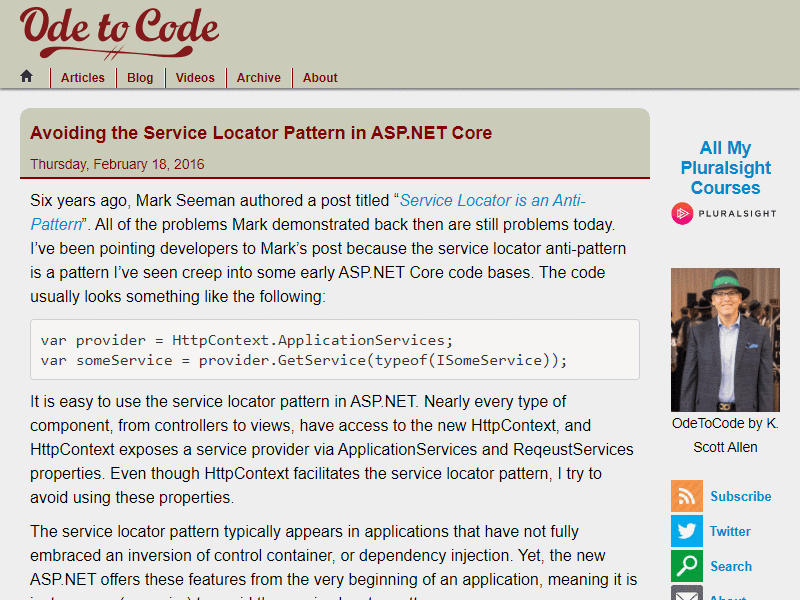 Ode to Code
Articles
Blog
Videos
Archive
About
Avoiding the Service Locator Pattern in ASP.NET Core
Thursday, February 18, 2016
Six years ago, Mark Seeman authored a post titled “Service Locator is an Anti-
Pattern”. All of the problems Mark demonstrated back then are still problems today.
I’ve been pointing developers to Mark’s post because the service locator anti-pattern
is a pattern I’ve seen creep into some early ASP.NET Core code bases. The code
usually looks something like the following:
var provider = HttpContext.ApplicationServices;
var someService = provider.GetService(typeof(ISomeService));
It is easy to use the service locator pattern in ASP.NET. Nearly every type of
component, from controllers to views, have access to the new HttpContext, and
HttpContext exposes a service provider via ApplicationServices and ReqeustServices
properties. Even though HttpContext facilitates the service locator pattern, I try to
avoid using these properties.
The service locator pattern typically appears in applications that have not fully
embraced an inversion of control container, or dependency injection. Yet, the new
ASP.NET offers these features from the very beginning of an application, meaning it is
All My
Pluralsight
Courses
PLURALSIGHT
OdeToCode by K.
Scott Allen
Subscribe
Twitter
Search
About